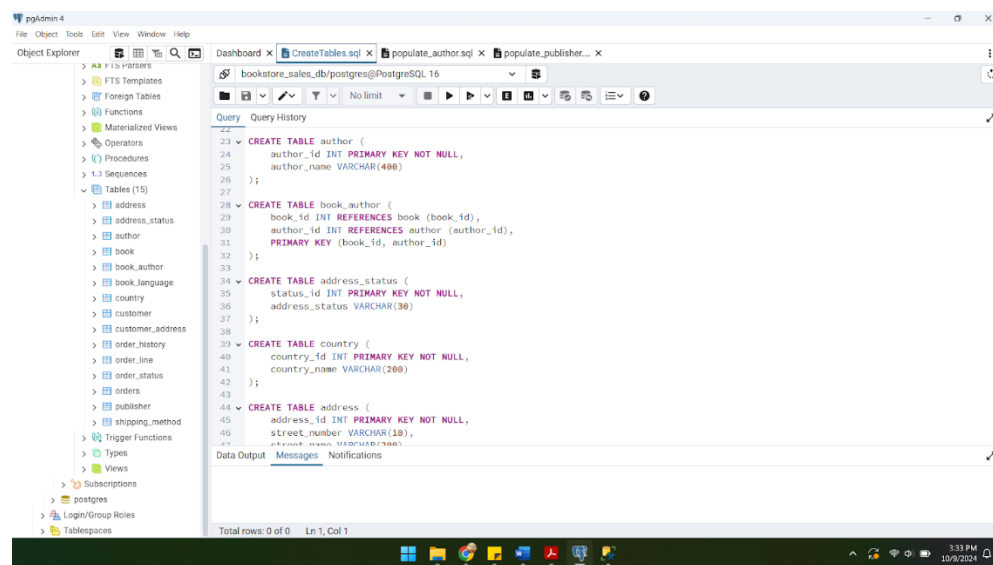 pgAdmin 4
File Object Tools Edit View Window Help
Object Explorer
Dashboard CreateTables.sql populate_author.sql populate_publisher....
bookstore_sales_db/postgres@PostgreSQL 16
No limit
Query Query History
FTS Parsers
FTS Templates
Foreign Tables
Functions
Materialized Views
Operators
Procedures
1..3 Sequences
Tables (15)
address
address_status
author
book
book_author
book_language
country
customer
customer_address
order_history
order_line
order_status
orders
publisher
shipping_method
Trigger Functions
Types
Views
Subscriptions
postgres
Login/Group Roles
Tablespaces
22
23 CREATE TABLE author (
24 author_id INT PRIMARY KEY NOT NULL,
25 author_name VARCHAR(400)
26 );
27
28 CREATE TABLE book_author (
29 book_id INT REFERENCES book (book_id),
30 author_id INT REFERENCES author (author_id),
31 PRIMARY KEY (book_id, author_id)
32 );
33
34 CREATE TABLE address_status (
35 status_id INT PRIMARY KEY NOT NULL,
36 address_status VARCHAR(30)
37 );
38
39 CREATE TABLE country (
40 country_id INT PRIMARY KEY NOT NULL,
41 country_name VARCHAR(200)
42 );
43
44 CREATE TABLE address (
45 address_id INT PRIMARY KEY NOT NULL,
46 street_number VARCHAR(10),
47 street_name VARCHAR(200)
Data Output Messages Notifications
Total rows: 0 of 0 Ln 1, Col 1
3:33 PM
10/9/2024